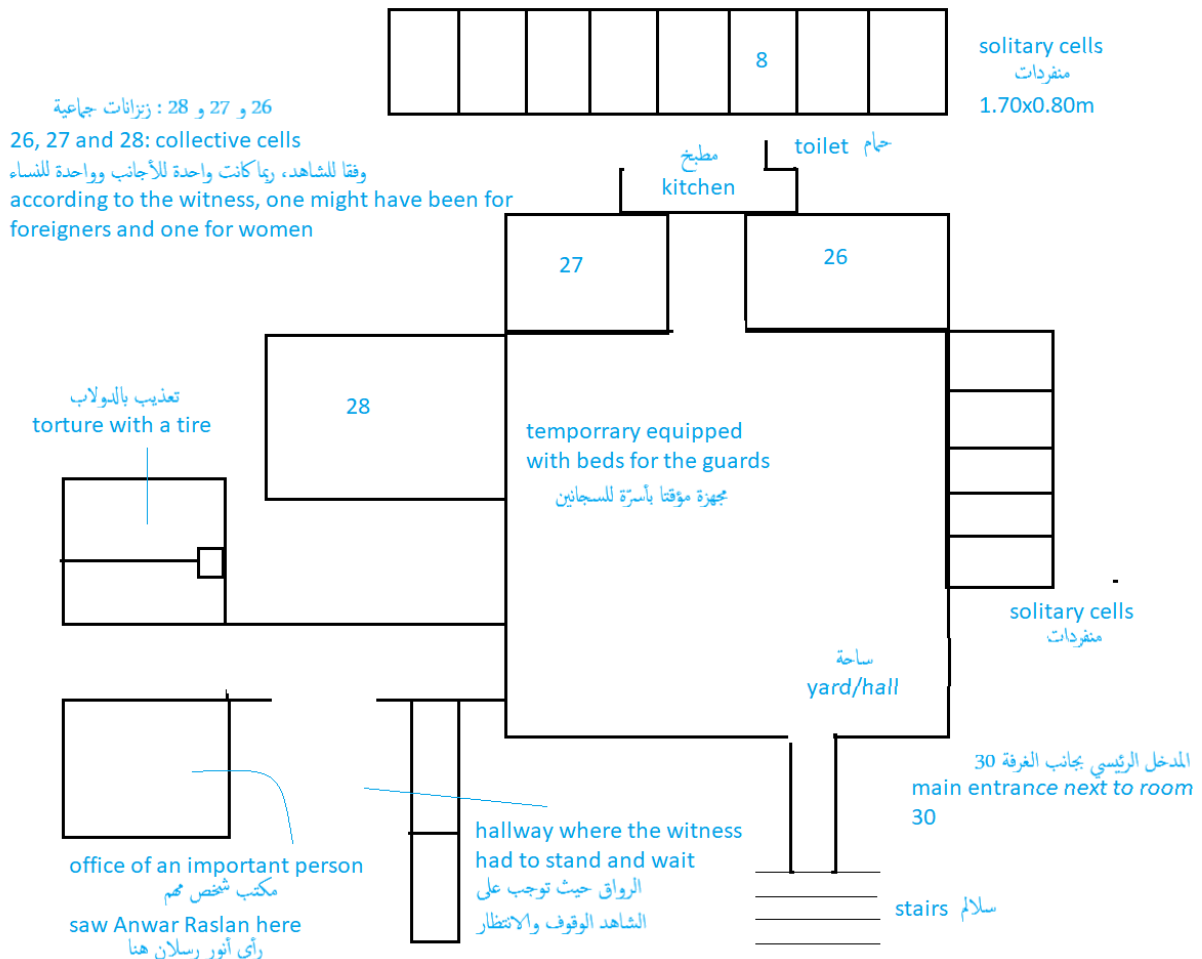 8
solitary cells
منفردات
1.70x0.80m
26 و 27 و 28 : زنزانات جماعية
26, 27 and 28: collective cells
وفقا للشاهد، ربما كانت واحدة للأجانب وواحدة للنساء
according to the witness, one might have been for
foreigners and one for women
مطبخ
kitchen
toilet حمام
27
26
28
تعذيب بالدولاب
torture with a tire
temporrary equipped
with beds for the guards
مجهزة مؤقتا بأسرّة للسجانين
solitary cells
منفردات
ساحة
yard/hall
المدخل الرئيسي بجانب الغرفة 30
main entrance next to room
30
hallway where the witness
had to stand and wait
الرواق حيث توجب على
الشاهد الوقوف والانتظار
office of an important person
مكتب شخص مهم
saw Anwar Raslan here
رأى أنور رسلان هنا
stairs سلالم